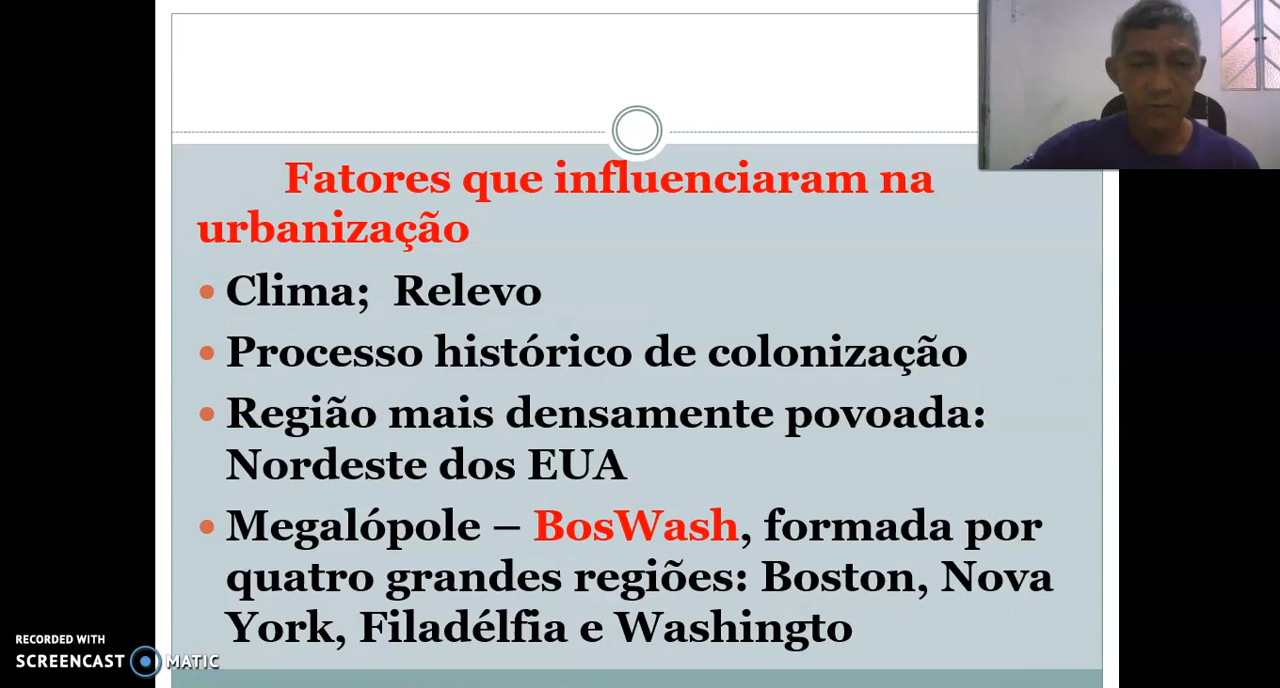 Fatores que influenciaram na
urbanização
Clima; Relevo
Processo histórico de colonização
Região mais densamente povoada:
Nordeste dos EUA
Megalópole – BosWash, formada por
quatro grandes regiões: Boston, Nova
York, Filadélfia e Washingto
RECORDED WITH
SCREENCAST MATIC